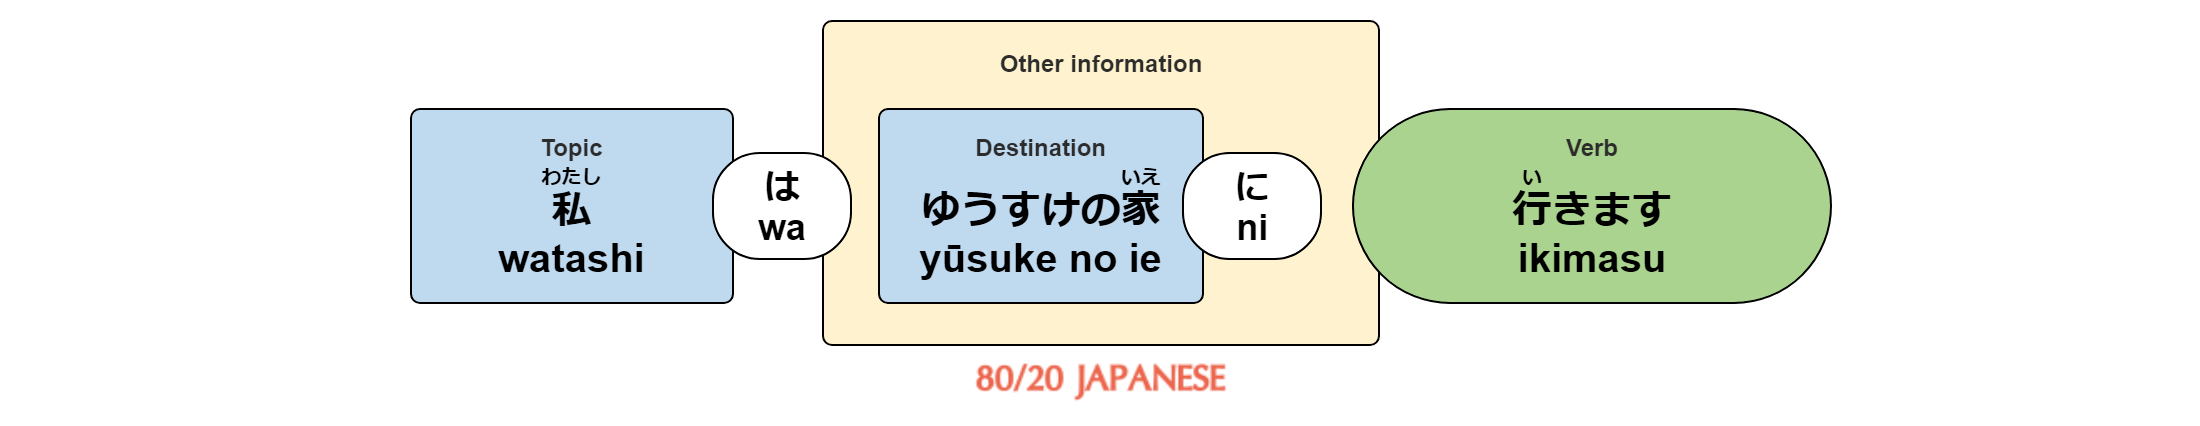 Other information
Topic
わたし
私
watashi
は
wa
Destination
いえ
ゆうすけの家
yūsuke no ie
に
ni
Verb
い
行きます
ikimasu
80/20 JAPANESE